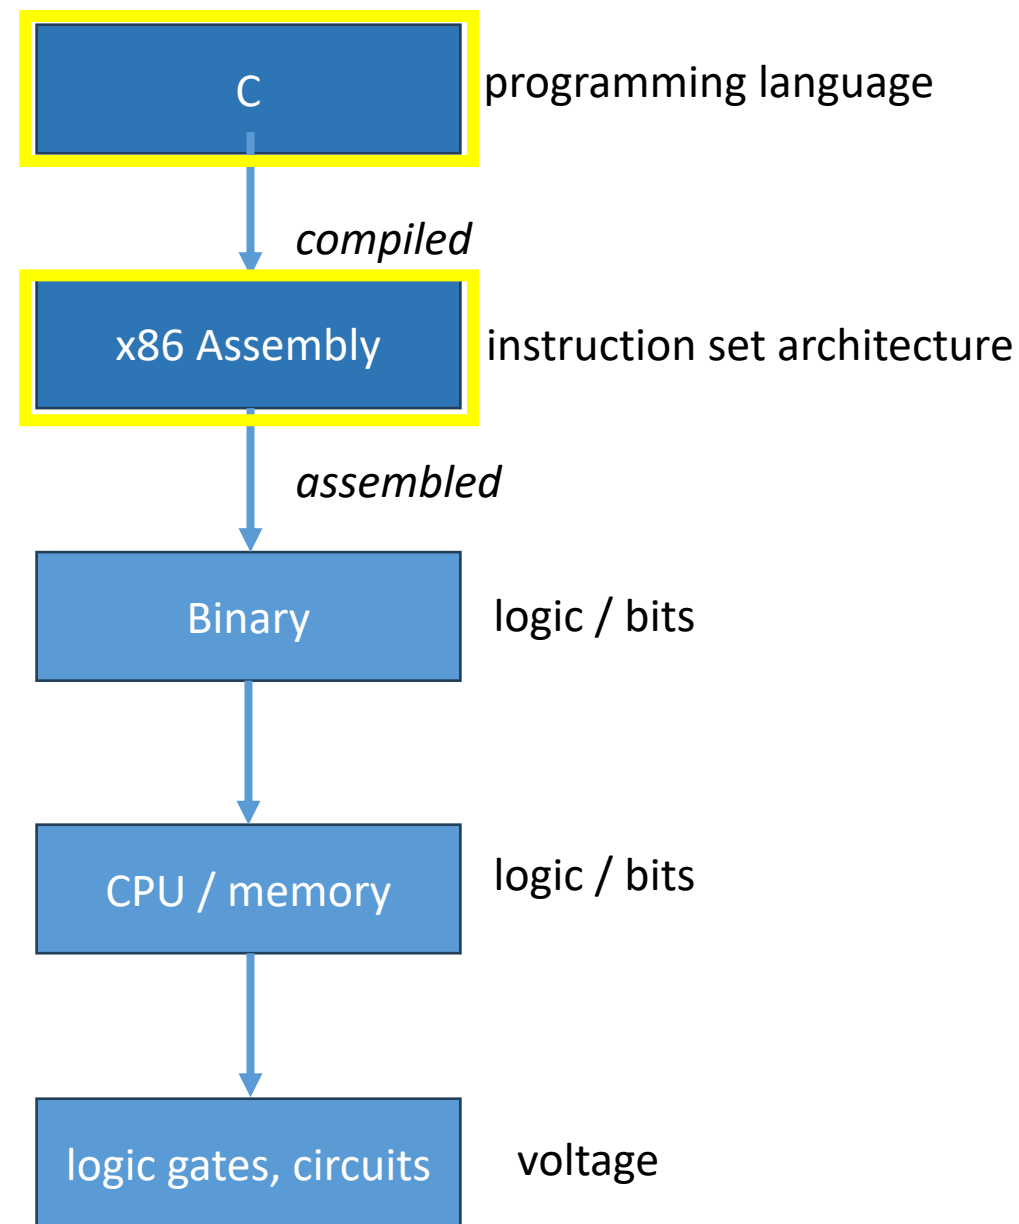 C
programming language
compiled
x86 Assembly
instruction set architecture
assembled
Binary
logic / bits
CPU / memory
logic / bits
logic gates, circuits
voltage